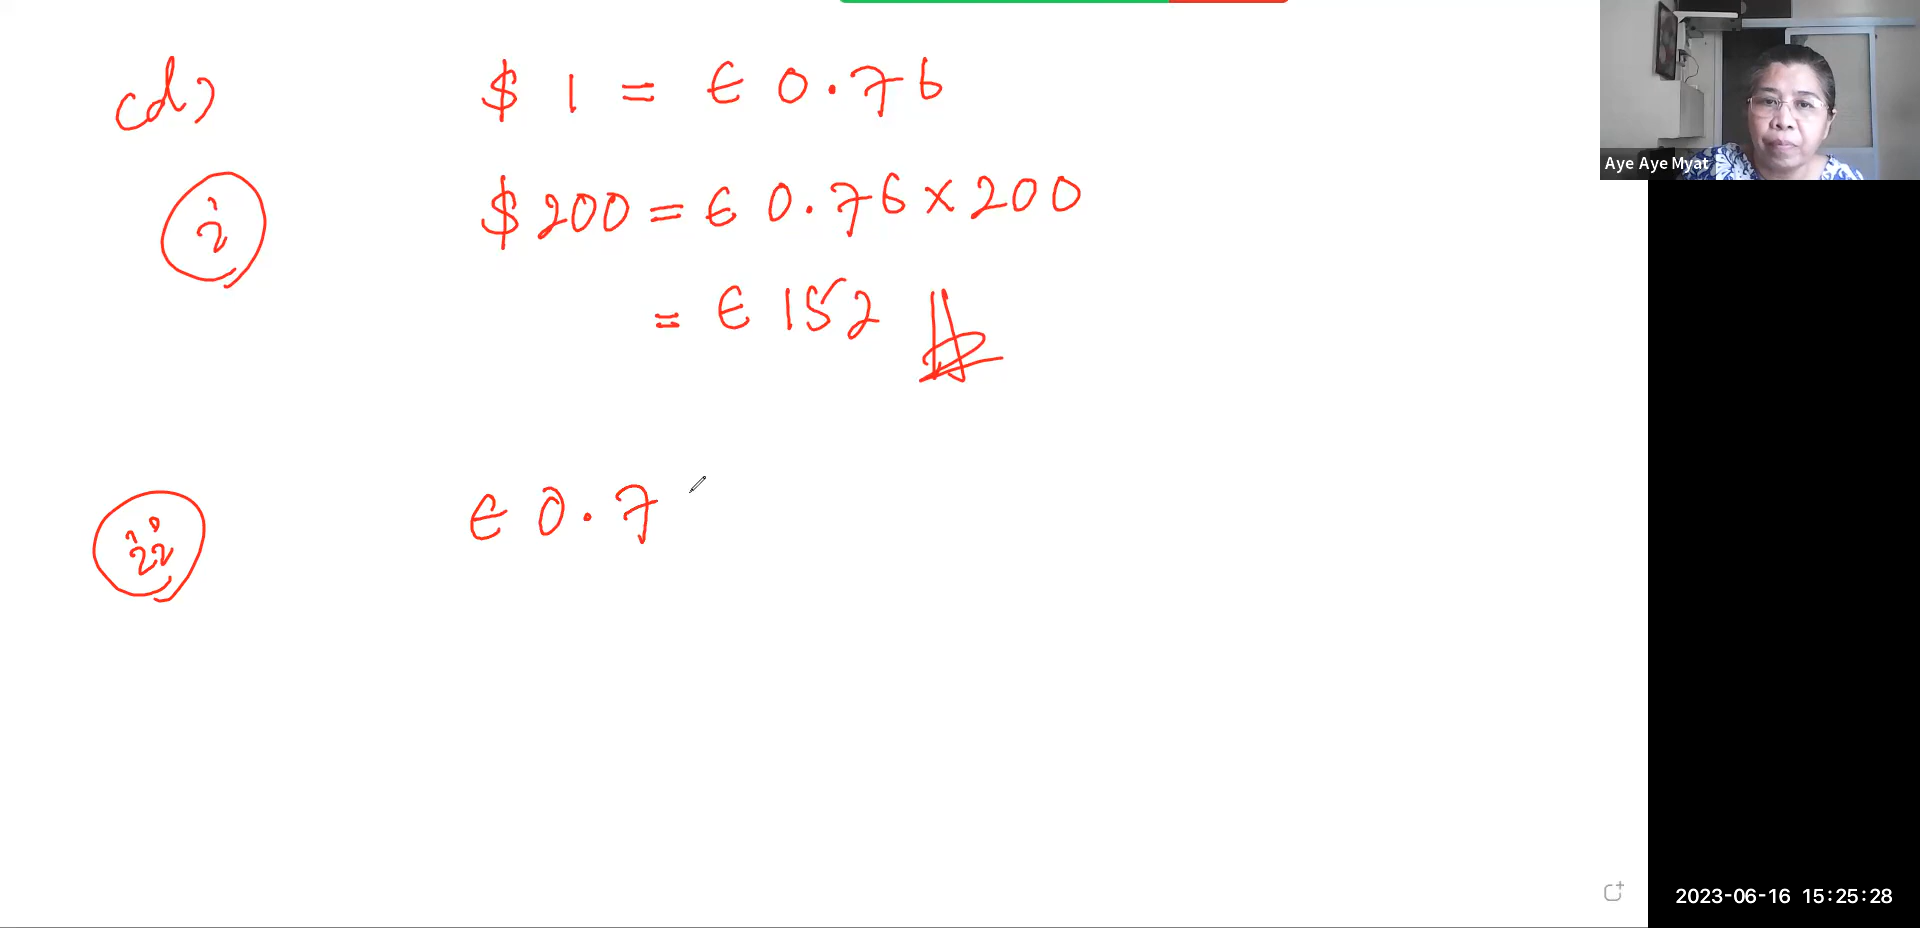 (d) $ 1 = € 0.76
i $ 200 = € 0.76 × 200
= € 152
ii € 0.7
Aye Aye Myat
2023-06-16 15:25:28